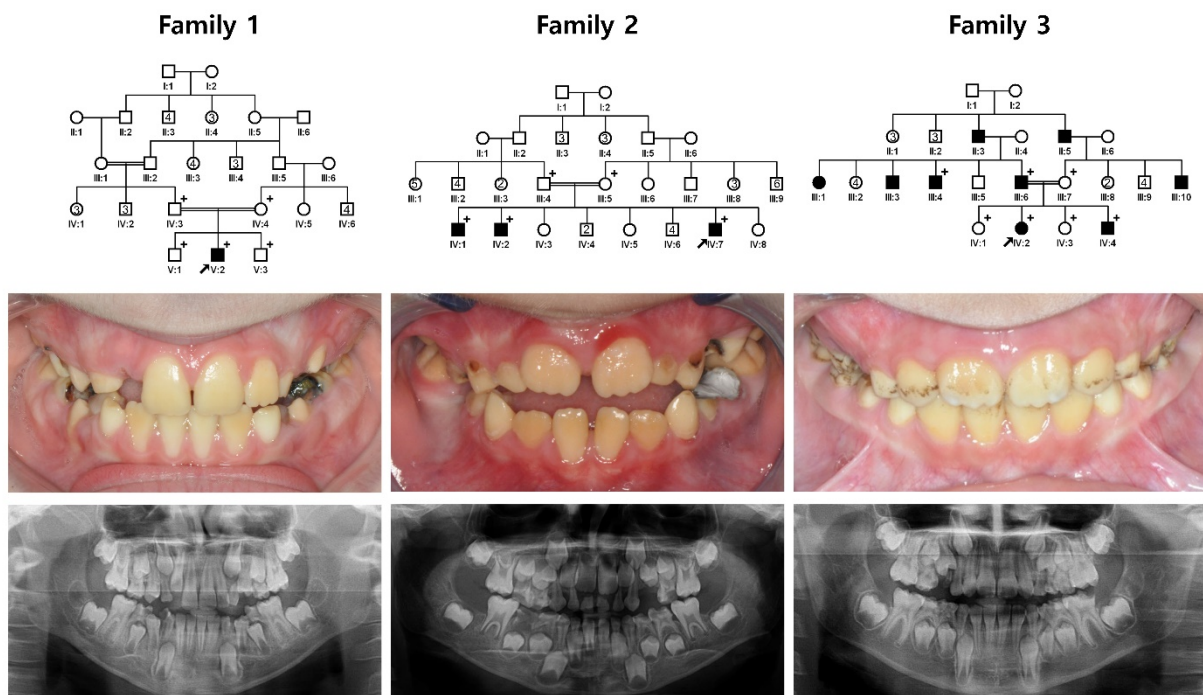 Family 1
I:1 I:2
4 3
II:1 II:2 II:3 II:4 II:5 II:6
4 3
III:1 III:2 III:3 III:4 III:5 III:6
3 3 + + 4
IV:1 IV:2 IV:3 IV:4 IV:5 IV:6
+ + +
V:1 V:2 V:3
Family 2
I:1 I:2
3 3
II:1 II:2 II:3 II:4 II:5 II:6
5 4 2 + + 3 6
III:1 III:2 III:3 III:4 III:5 III:6 III:7 III:8 III:9
+ + 2 4 +
IV:1 IV:2 IV:3 IV:4 IV:5 IV:6 IV:7 IV:8
Family 3
I:1 I:2
3 2
II:1 II:2 II:3 II:4 II:5 II:6
4 + + + 2 4
III:1 III:2 III:3 III:4 III:5 III:6 III:7 III:8 III:9 III:10
+ + + +
IV:1 IV:2 IV:3 IV:4